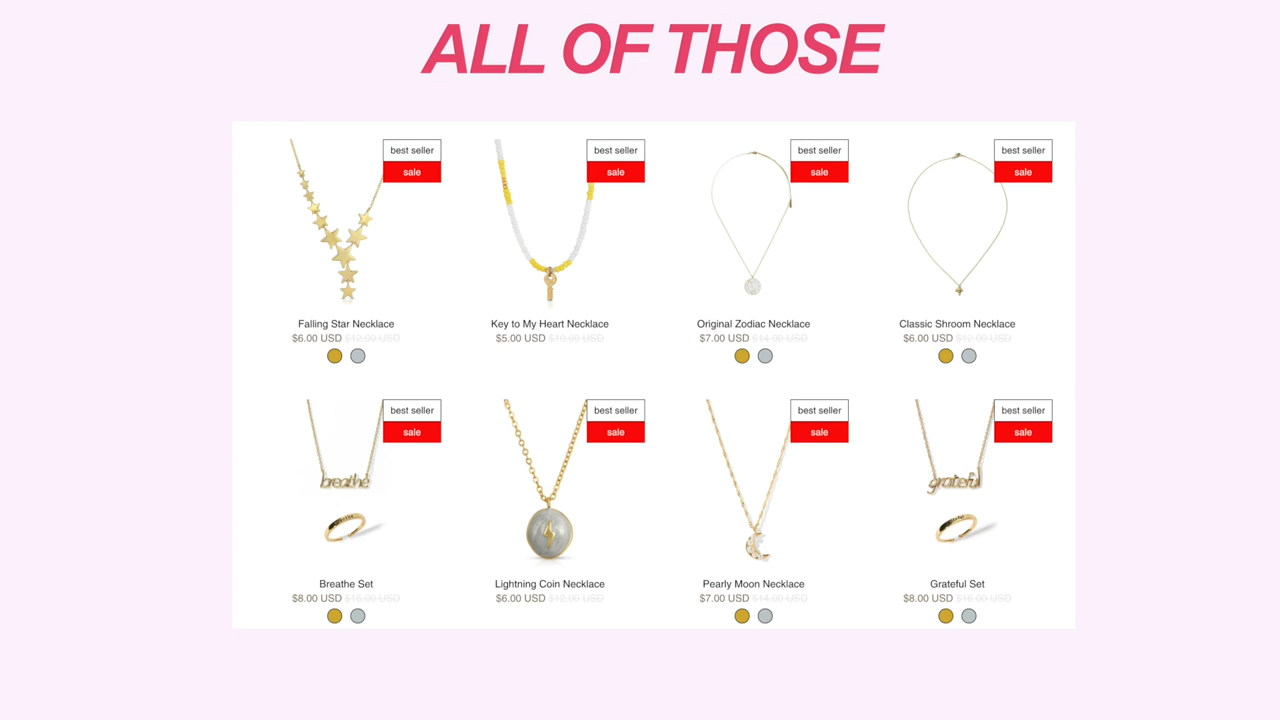 ALL OF THOSE
best seller
sale
best seller
sale
best seller
sale
best seller
sale
Falling Star Necklace
$6.00 USD $12.00 USD
Key to My Heart Necklace
$5.00 USD $10.00 USD
Original Zodiac Necklace
$7.00 USD $14.00 USD
Classic Shroom Necklace
$6.00 USD $12.00 USD
best seller
sale
best seller
sale
best seller
sale
best seller
sale
breathe
grateful
Breathe Set
$8.00 USD $16.00 USD
Lightning Coin Necklace
$6.00 USD $12.00 USD
Pearly Moon Necklace
$7.00 USD $14.00 USD
Grateful Set
$8.00 USD $16.00 USD